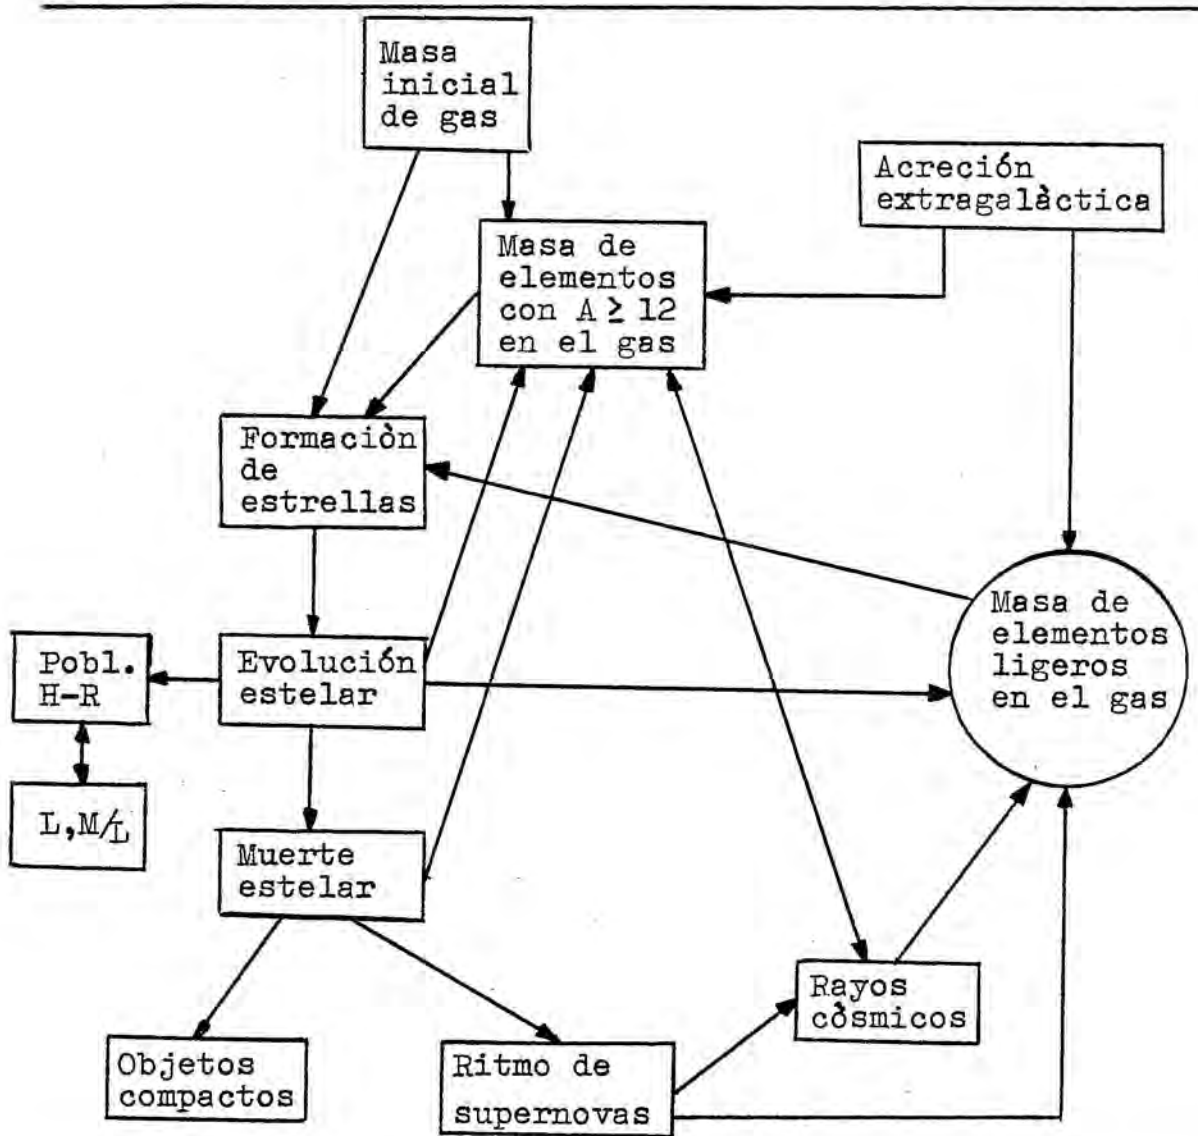 Masa
inicial
de gas
Acreción
extragalàctica
Masa de
elementos
con A ≥ 12
en el gas
Formaciòn
de
estrellas
Masa de
elementos
ligeros
en el gas
Pobl.
H-R
Evolución
estelar
L,M/L
Muerte
estelar
Rayos
còsmicos
Objetos
compactos
Ritmo de
supernovas